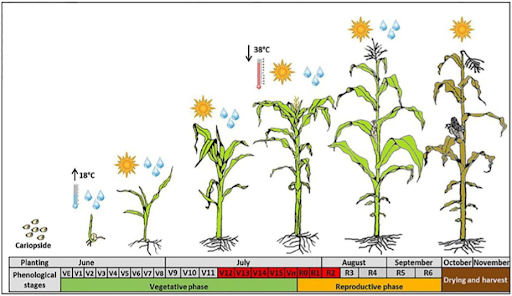 38°C
18°C
Cariopside
Planting June July August September October November
Phenological stages VE V1 V2 V3 V4 V5 V6 V7 V8 V9 V10 V11 V12 V13 V14 V15 Vn R0 R1 R2 R3 R4 R5 R6 Drying and harvest
Vegetative phase Reproductive phase